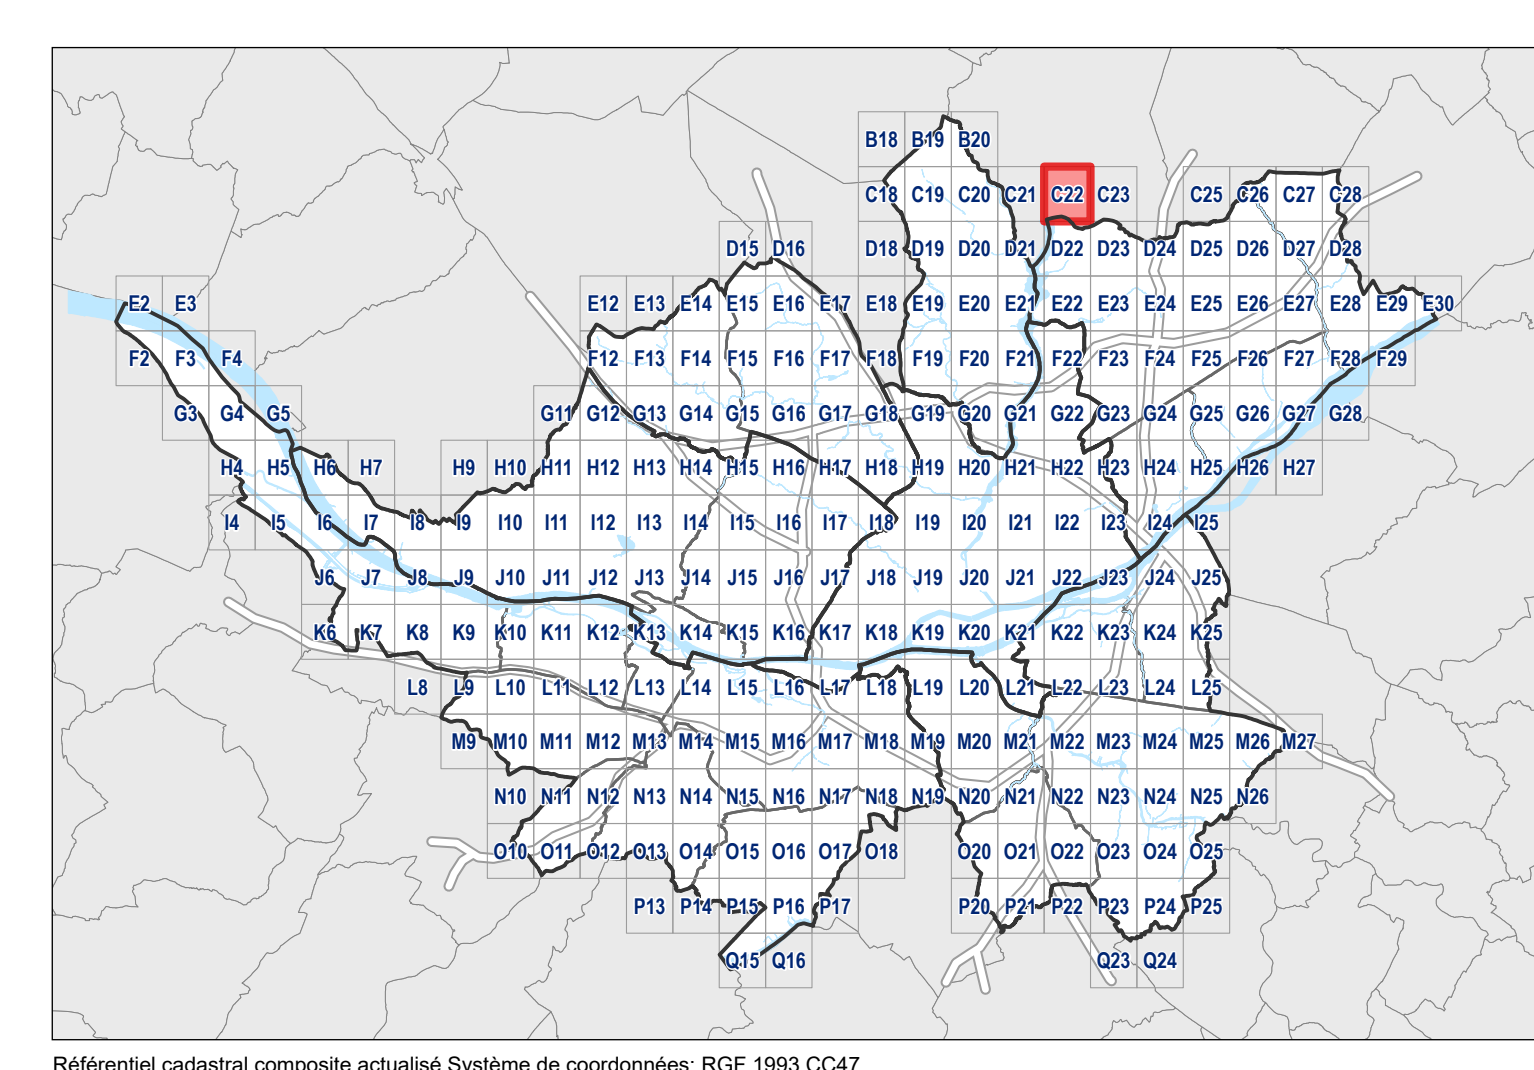 B18 B19 B20
C18 C19 C20 C21 C22 C23 C25 C26 C27 C28
D15 D16 D18 D19 D20 D21 D22 D23 D24 D25 D26 D27 D28
E2 E3 E12 E13 E14 E15 E16 E17 E18 E19 E20 E21 E22 E23 E24 E25 E26 E27 E28 E29 E30
F2 F3 F4 F12 F13 F14 F15 F16 F17 F18 F19 F20 F21 F22 F23 F24 F25 F26 F27 F28 F29
G3 G4 G5 G11 G12 G13 G14 G15 G16 G17 G18 G19 G20 G21 G22 G23 G24 G25 G26 G27 G28
H4 H5 H6 H7 H9 H10 H11 H12 H13 H14 H15 H16 H17 H18 H19 H20 H21 H22 H23 H24 H25 H26 H27
I4 I5 I6 I7 I8 I9 I10 I11 I12 I13 I14 I15 I16 I17 I18 I19 I20 I21 I22 I23 I24 I25
J6 J7 J8 J9 J10 J11 J12 J13 J14 J15 J16 J17 J18 J19 J20 J21 J22 J23 J24 J25
K6 K7 K8 K9 K10 K11 K12 K13 K14 K15 K16 K17 K18 K19 K20 K21 K22 K23 K24 K25
L8 L9 L10 L11 L12 L13 L14 L15 L16 L17 L18 L19 L20 L21 L22 L23 L24 L25
M9 M10 M11 M12 M13 M14 M15 M16 M17 M18 M19 M20 M21 M22 M23 M24 M25 M26 M27
N10 N11 N12 N13 N14 N15 N16 N17 N18 N19 N20 N21 N22 N23 N24 N25 N26
O10 O11 O12 O13 O14 O15 O16 O17 O18 O20 O21 O22 O23 O24 O25
P13 P14 P15 P16 P17 P20 P21 P22 P23 P24 P25
Q15 Q16 Q23 Q24
Référentiel cadastral composite actualisé Système de coordonnées: RGF 1993 CC47